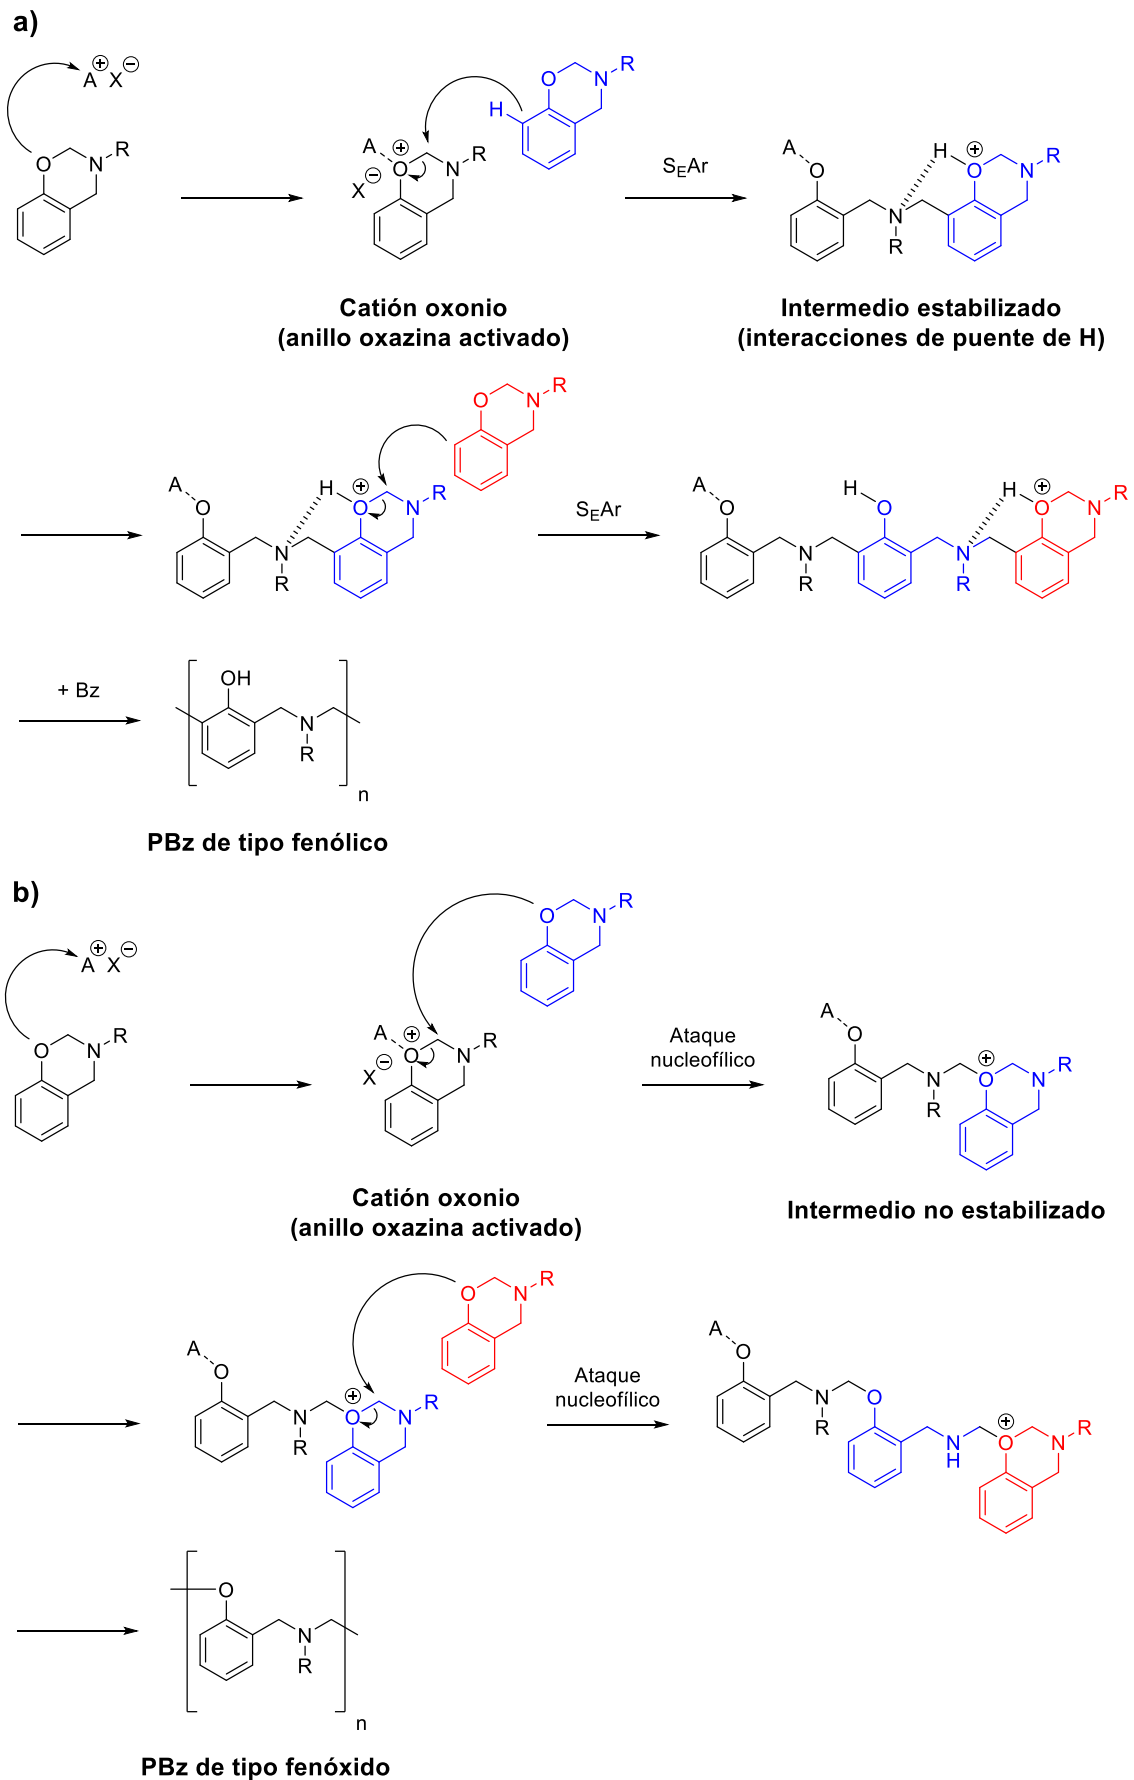 a)
A⊕ X⊖
O N R
A O⊕ N R
X⊖
H O N R
SEAr
A O N R H O⊕ N R
Catión oxonio
(anillo oxazina activado)
Intermedio estabilizado
(interacciones de puente de H)
A O N R H O⊕ N R
O N R
SEAr
A O N R H O N R H O⊕ N R
+ Bz
OH
N
R
n
PBz de tipo fenólico
b)
A⊕ X⊖
O N R
A O⊕ N R
X⊖
O N R
Ataque
nucleofílico
A O N R O⊕ N R
Catión oxonio
(anillo oxazina activado)
Intermedio no estabilizado
A O N R O⊕ N R
O N R
Ataque
nucleofílico
A O N R O N H O⊕ N R
O
N
R
n
PBz de tipo fenóxido